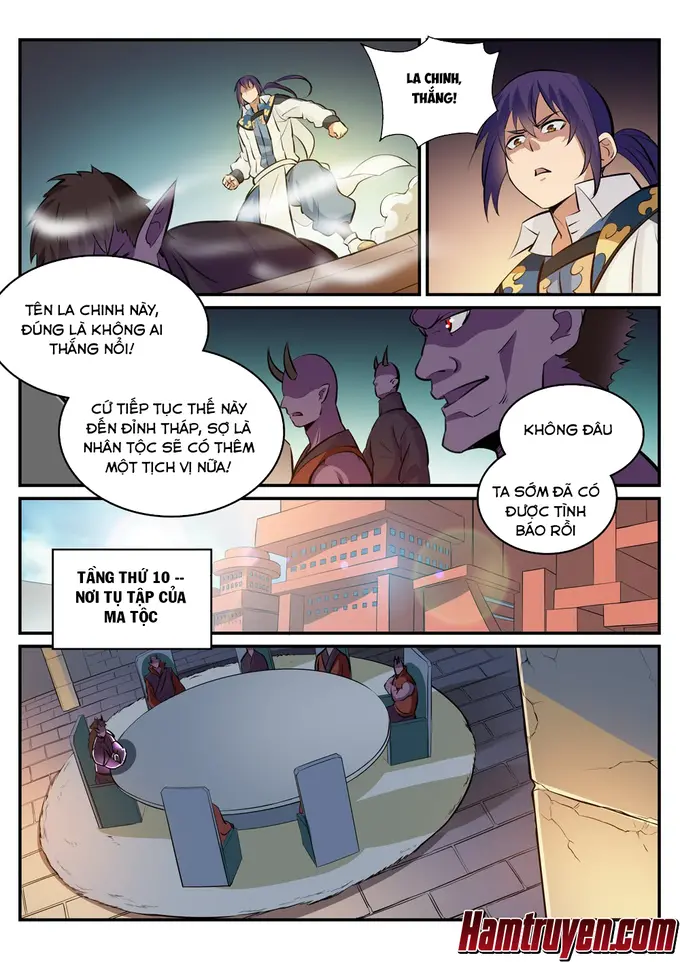 LA CHINH,
THẮNG!
TÊN LA CHINH NÀY,
ĐÚNG LÀ KHÔNG AI
THẮNG NỔI!
CỨ TIẾP TỤC THẾ NÀY
ĐẾN ĐỈNH THÁP, SỢ LÀ
NHÂN TỘC SẼ CÓ THÊM
MỘT TỊCH VỊ NỮA!
KHÔNG ĐÂU
TA SỚM ĐÃ CÓ
ĐƯỢC TÌNH
BÁO RỒI
TẦNG THỨ 10 --
NƠI TỤ TẬP CỦA
MA TỘC
Hamtruyen.com